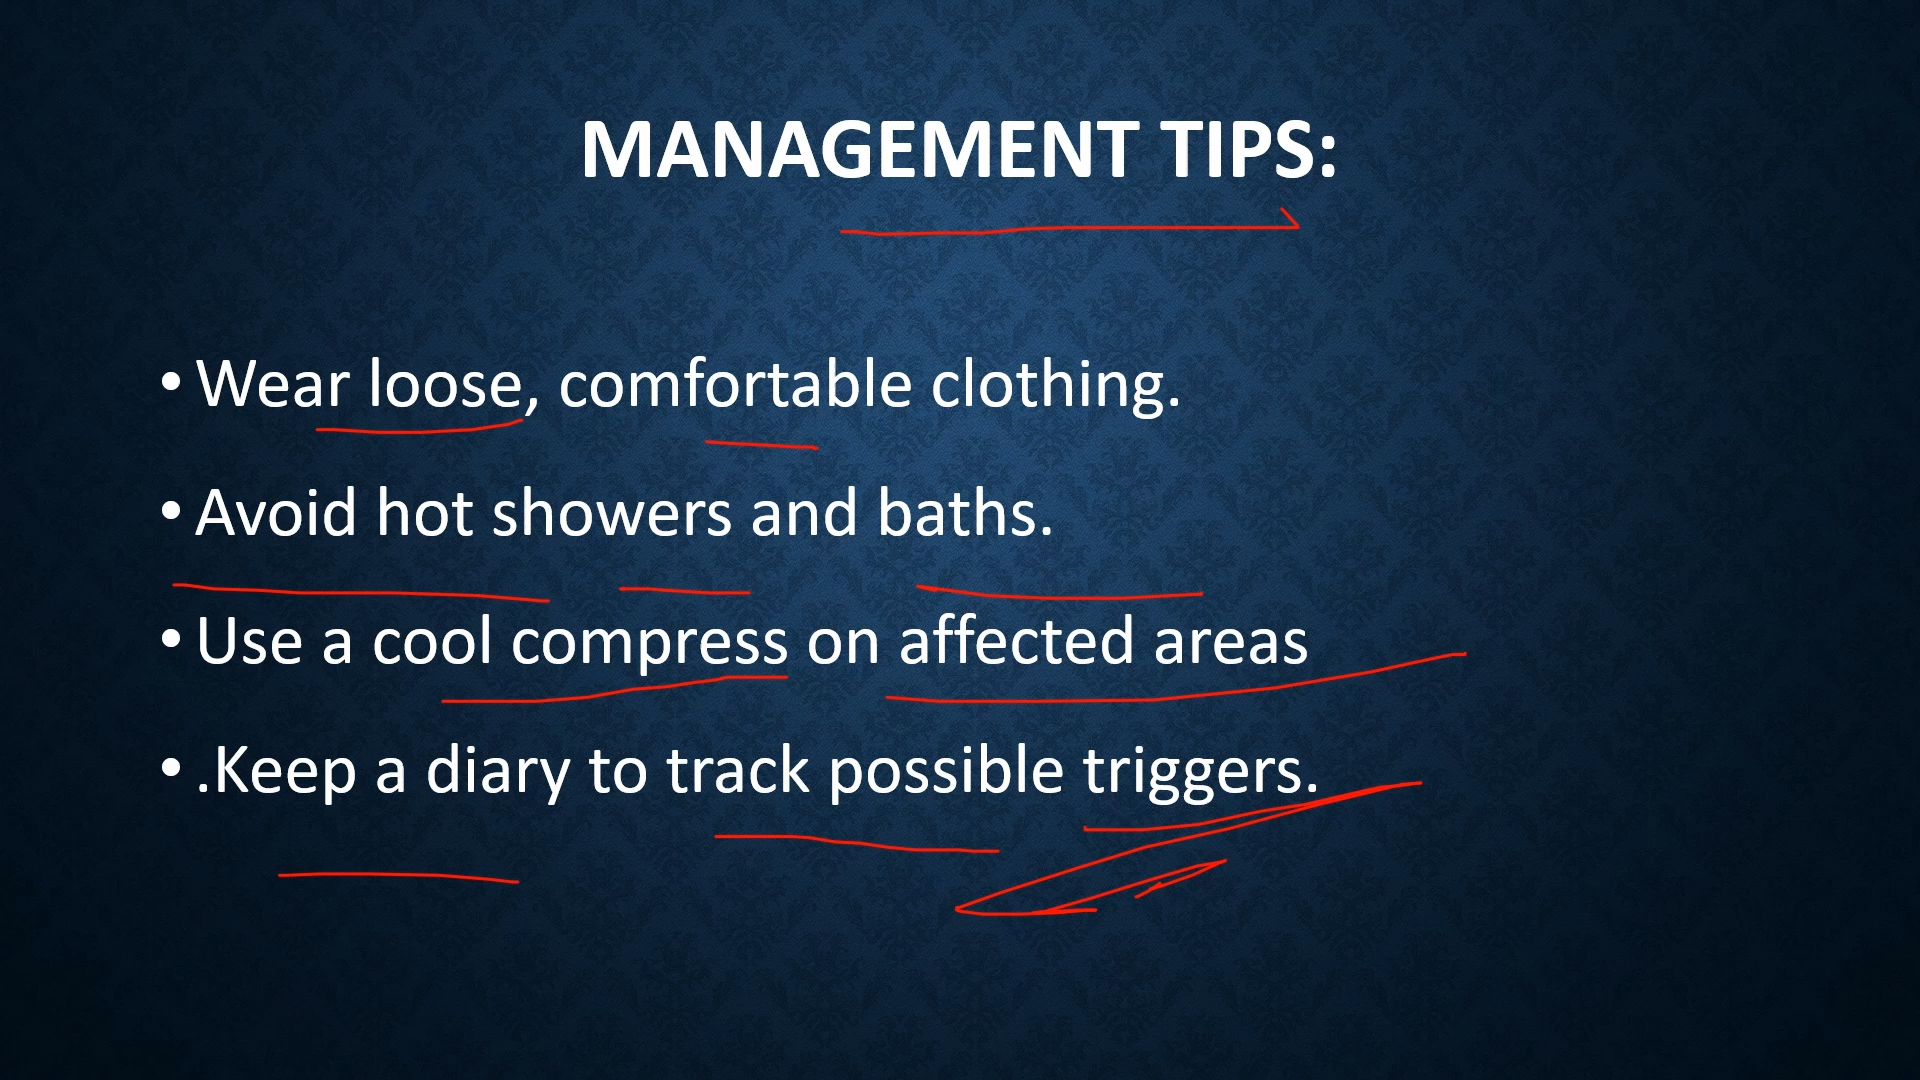 MANAGEMENT TIPS:
• Wear loose, comfortable clothing.
• Avoid hot showers and baths.
• Use a cool compress on affected areas
• .Keep a diary to track possible triggers.